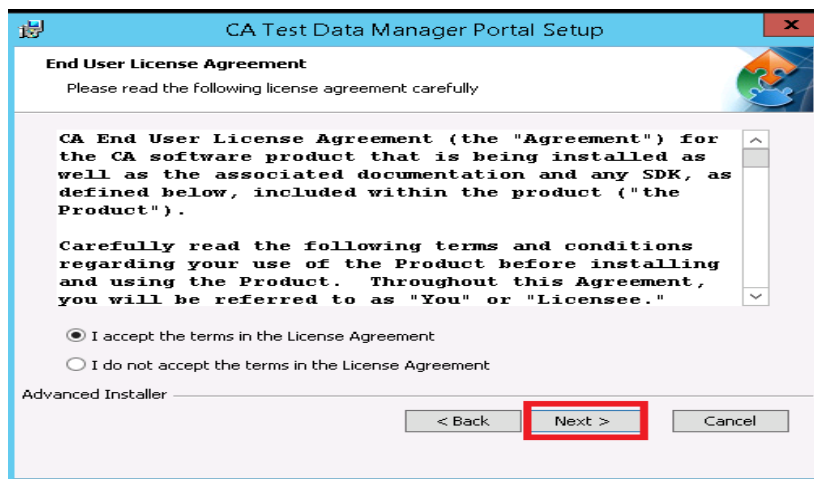 CA Test Data Manager Portal Setup
x
End User License Agreement
Please read the following license agreement carefully
CA End User License Agreement (the "Agreement") for
the CA software product that is being installed as
well as the associated documentation and any SDK, as
defined below, included within the product ("the
Product").
Carefully read the following terms and conditions
regarding your use of the Product before installing
and using the Product. Throughout this Agreement,
you will be referred to as "You" or "Licensee."
I accept the terms in the License Agreement
I do not accept the terms in the License Agreement
Advanced Installer
< Back Next > Cancel